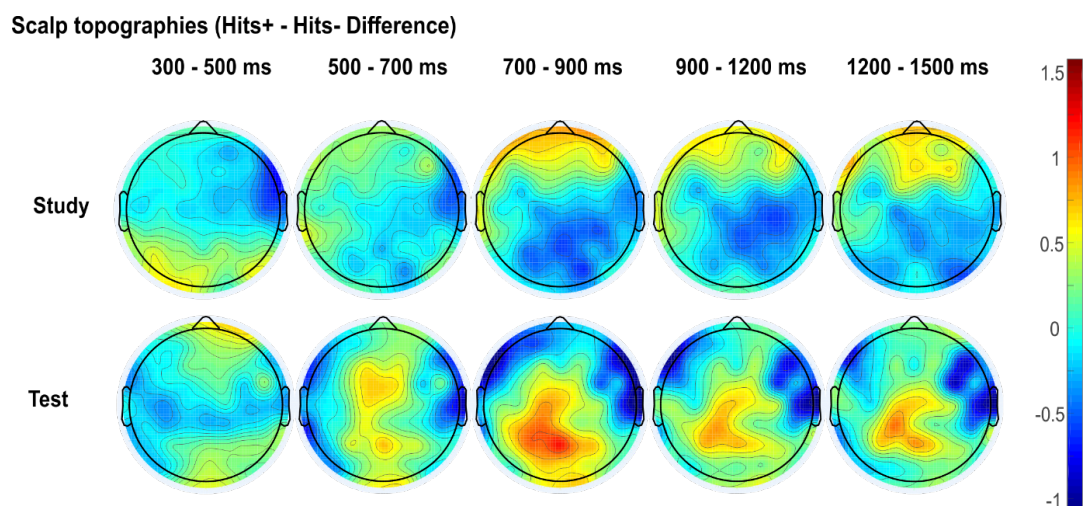 Scalp topographies (Hits+ - Hits- Difference)
300 - 500 ms 500 - 700 ms 700 - 900 ms 900 - 1200 ms 1200 - 1500 ms
1.5
1
Study
0.5
0
Test
-0.5
-1